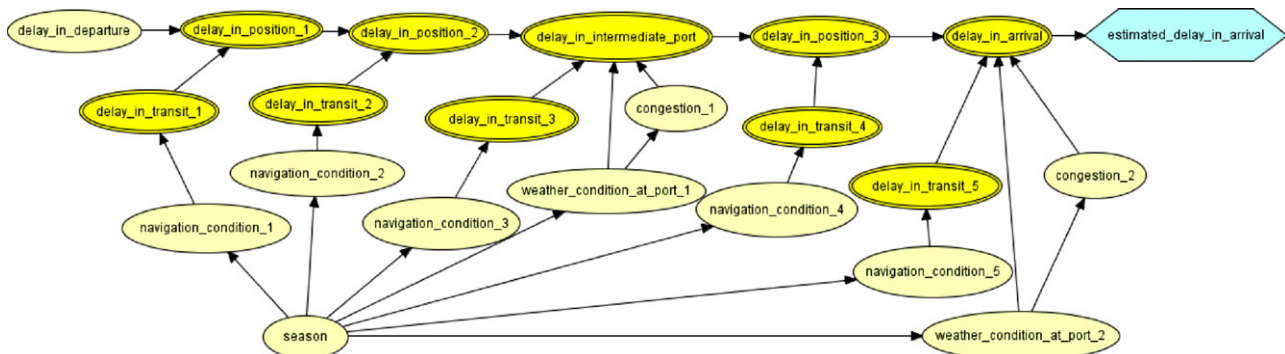 delay_in_departure
delay_in_position_1
delay_in_position_2
delay_in_intermediate_port
delay_in_position_3
delay_in_arrival
estimated_delay_in_arrival
delay_in_transit_1
delay_in_transit_2
delay_in_transit_3
congestion_1
delay_in_transit_4
navigation_condition_2
weather_condition_at_port_1
delay_in_transit_5
congestion_2
navigation_condition_1
navigation_condition_3
navigation_condition_4
navigation_condition_5
season
weather_condition_at_port_2